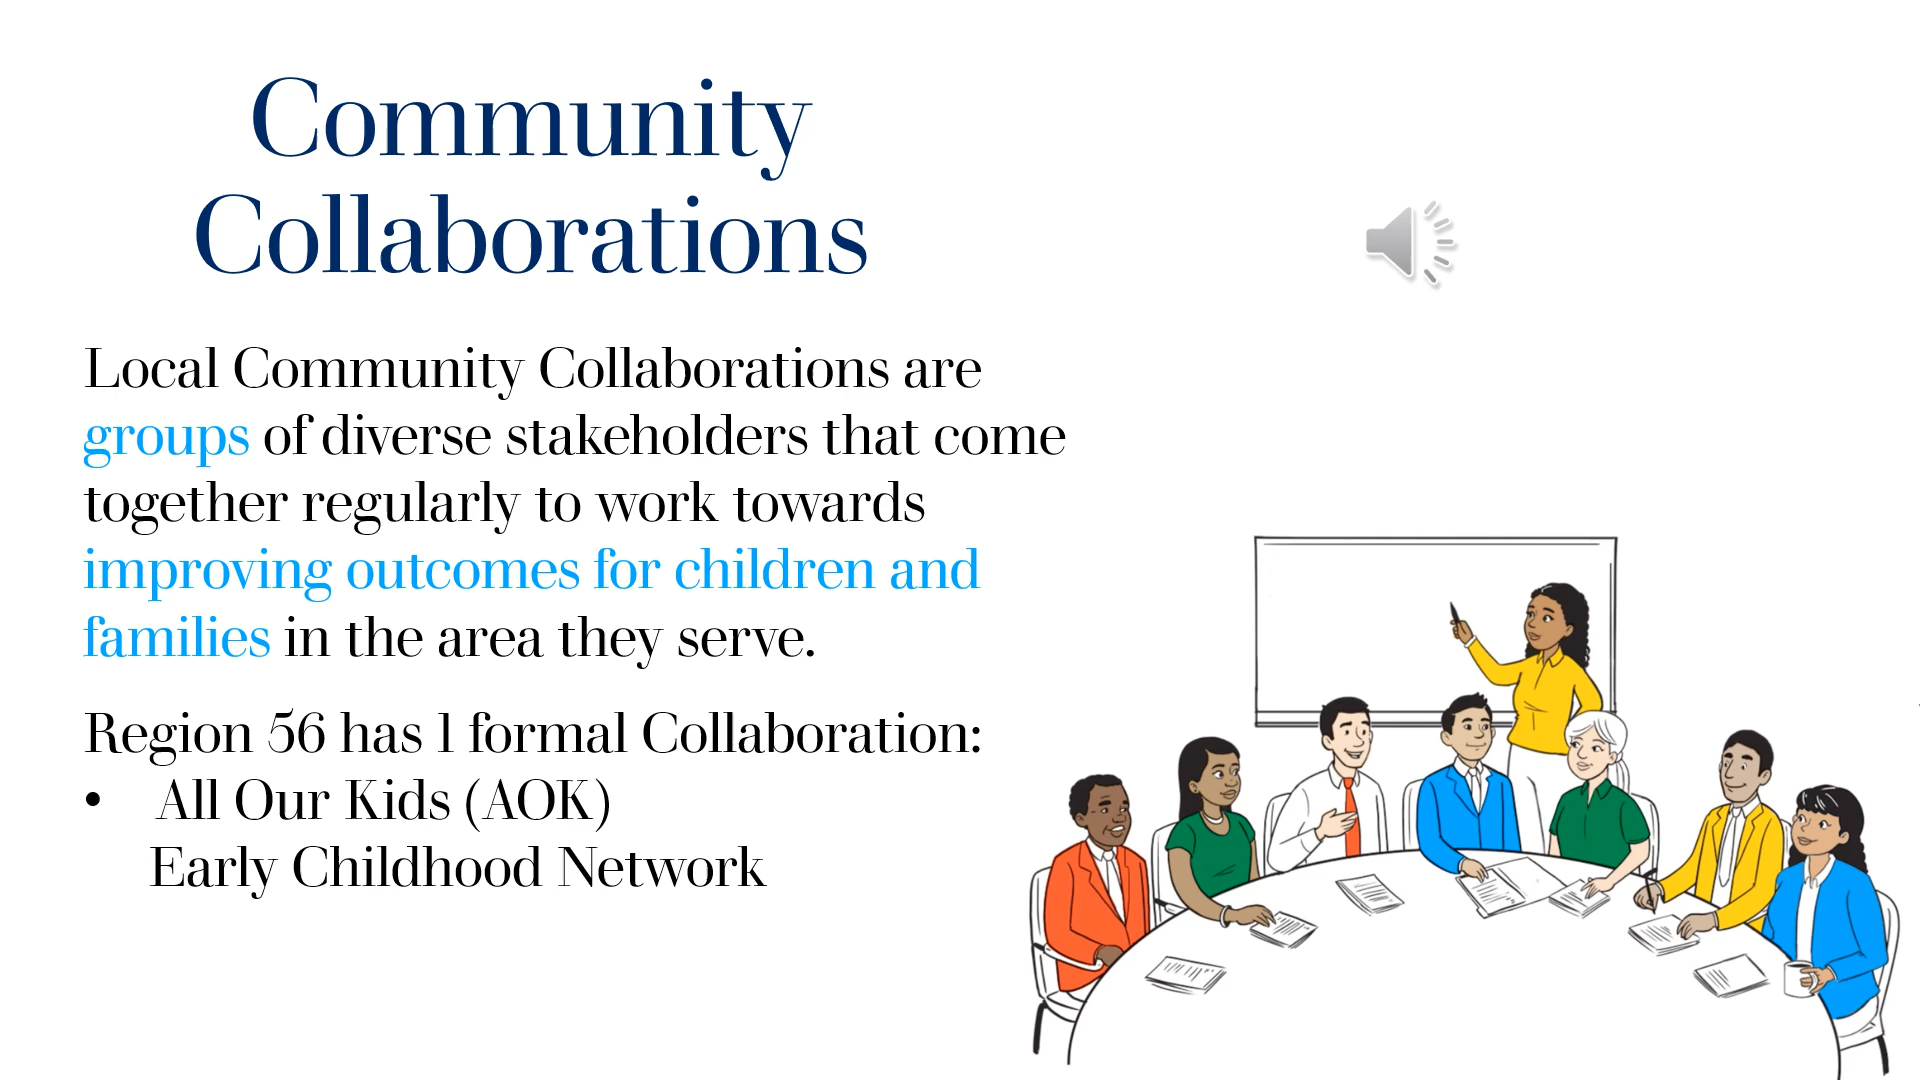 Community
Collaborations
Local Community Collaborations are
groups of diverse stakeholders that come
together regularly to work towards
improving outcomes for children and
families in the area they serve.
Region 56 has 1 formal Collaboration:
• All Our Kids (AOK)
Early Childhood Network